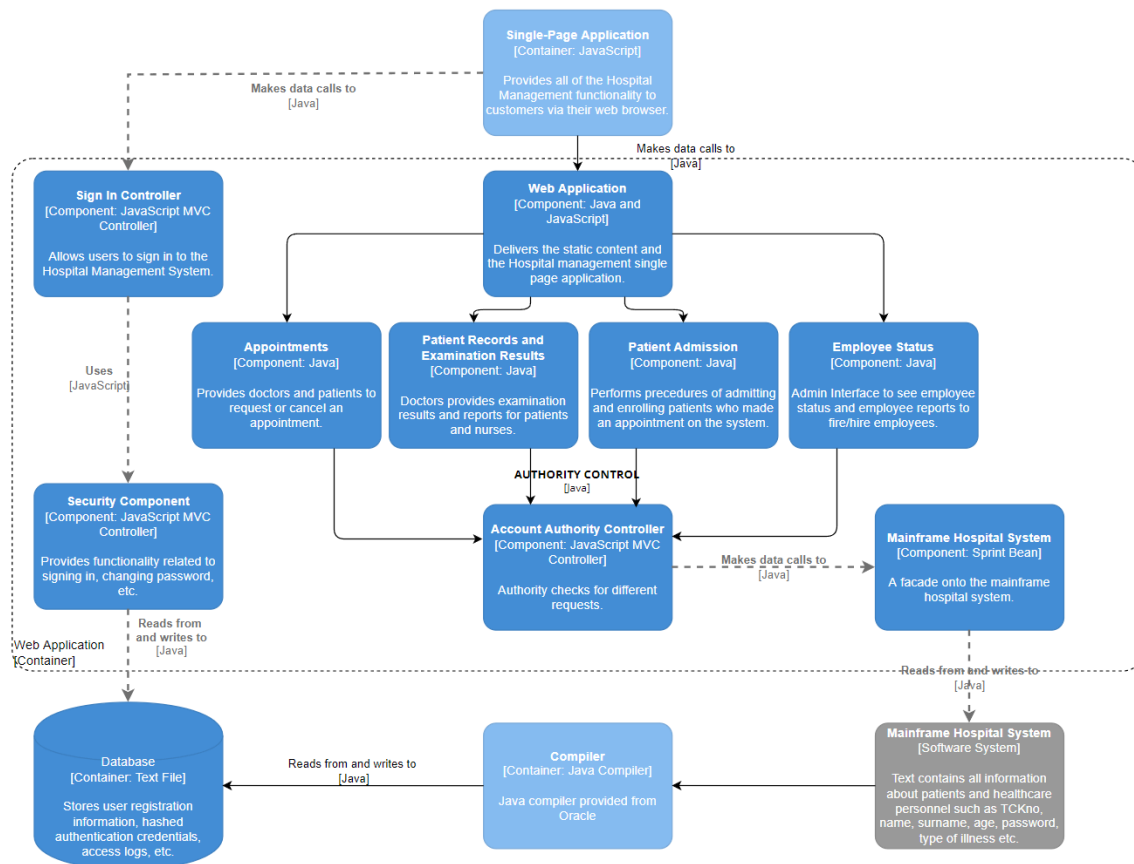 Single-Page Application
[Container: JavaScript]
Provides all of the Hospital
Management functionality to
customers via their web browser.
Makes data calls to
[Java]
Makes data calls to
[Java]
Sign In Controller
[Component: JavaScript MVC
Controller]
Allows users to sign in to the
Hospital Management System.
Web Application
[Component: Java and
JavaScript]
Delivers the static content and
the Hospital management single
page application.
Uses
[JavaScript]
Appointments
[Component: Java]
Provides doctors and patients to
request or cancel an
appointment.
Patient Records and
Examination Results
[Component: Java]
Doctors provides examination
results and reports for patients
and nurses.
Patient Admission
[Component: Java]
Performs precedures of admitting
and enrolling patients who made
an appointment on the system.
Employee Status
[Component: Java]
Admin Interface to see employee
status and employee reports to
fire/hire employees.
AUTHORITY CONTROL
[Java]
Security Component
[Component: JavaScript MVC
Controller]
Provides functionality related to
signing in, changing password,
etc.
Account Authority Controller
[Component: JavaScript MVC
Controller]
Authority checks for different
requests.
Makes data calls to
[Java]
Mainframe Hospital System
[Component: Sprint Bean]
A facade onto the mainframe
hospital system.
Reads from
and writes to
[Java]
Web Application
[Container]
Reads from and writes to
[Java]
Database
[Container: Text File]
Stores user registration
information, hashed
authentication credentials,
access logs, etc.
Reads from and writes to
[Java]
Compiler
[Container: Java Compiler]
Java compiler provided from
Oracle
Mainframe Hospital System
[Software System]
Text contains all information
about patients and healthcare
personnel such as TCKno,
name, surname, age, password,
type of illness etc.